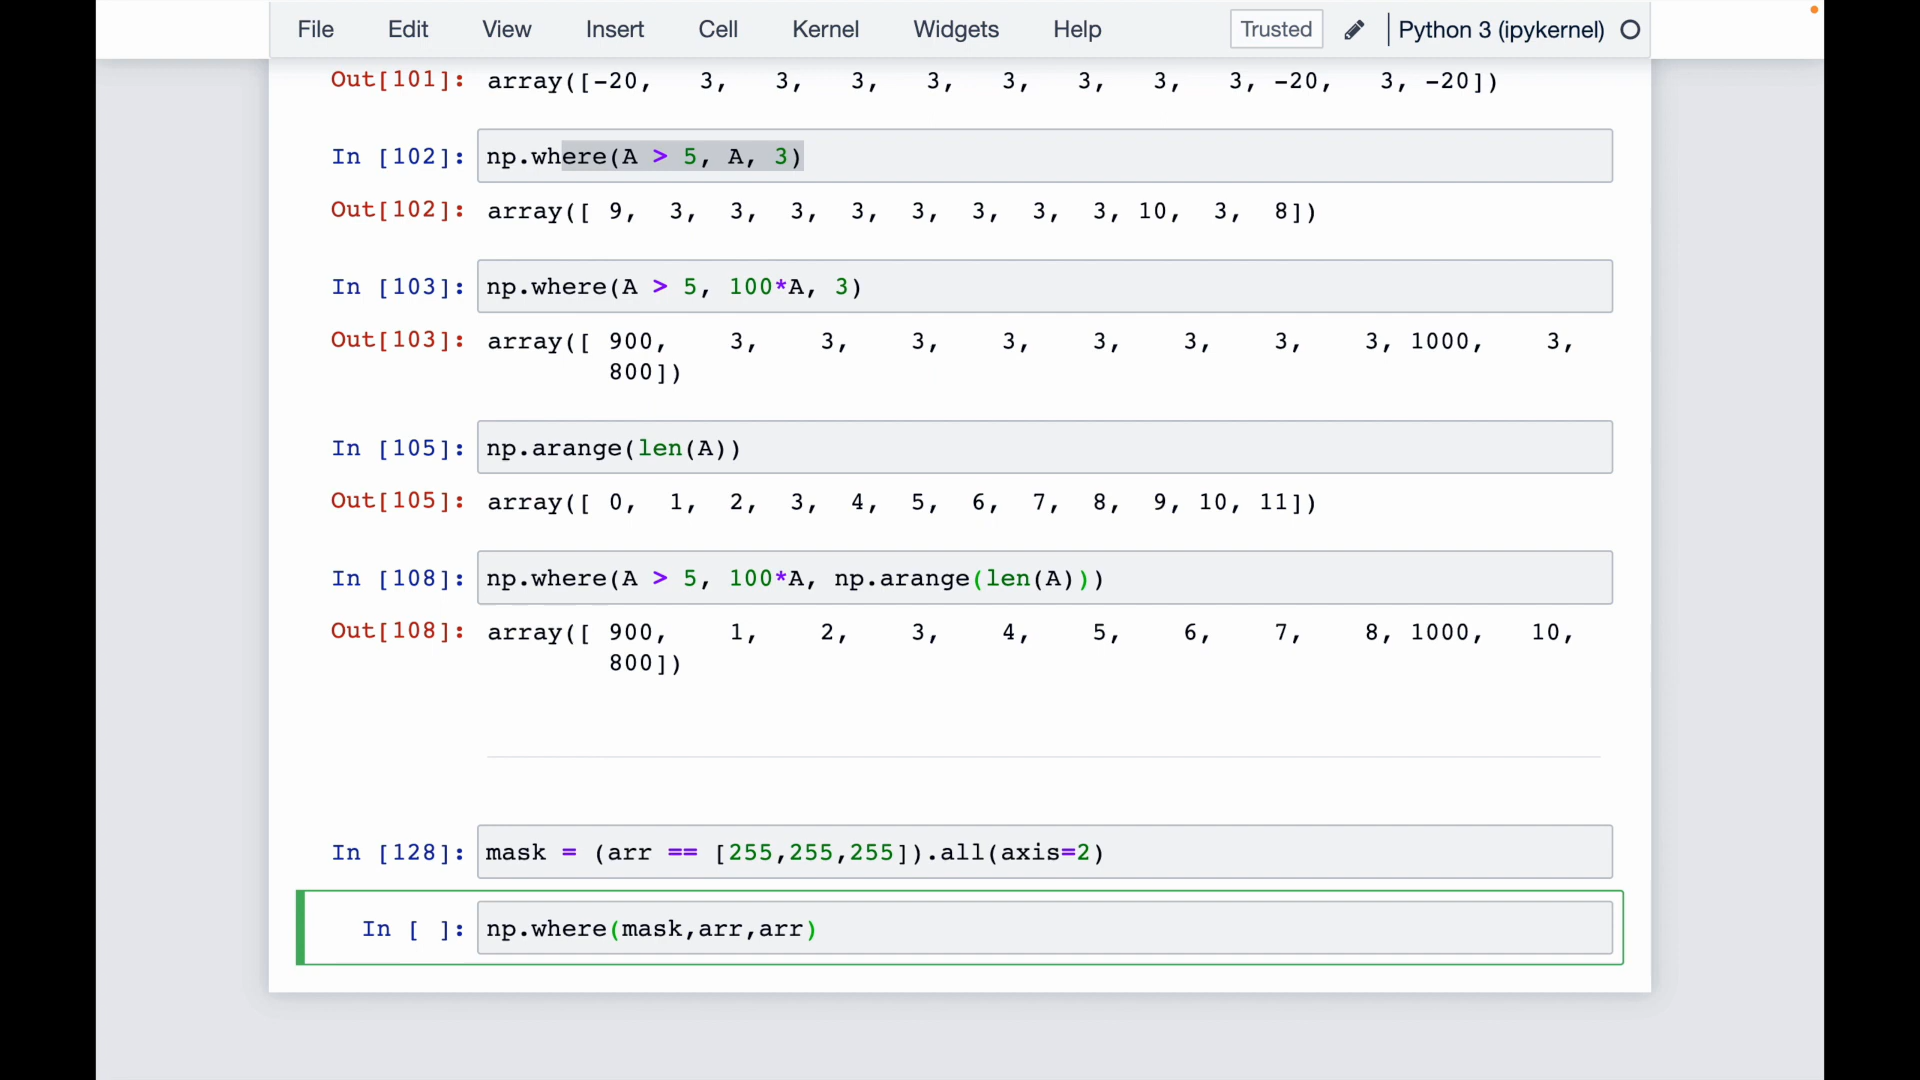 File Edit View Insert Cell Kernel Widgets Help Trusted Python 3 (ipykernel)
Out[101]: array([-20, 3, 3, 3, 3, 3, 3, 3, 3, -20, 3, -20])
In [102]: np.where(A > 5, A, 3)
Out[102]: array([ 9, 3, 3, 3, 3, 3, 3, 3, 3, 10, 3, 8])
In [103]: np.where(A > 5, 100*A, 3)
Out[103]: array([ 900, 3, 3, 3, 3, 3, 3, 3, 3, 1000, 3,
800])
In [105]: np.arange(len(A))
Out[105]: array([ 0, 1, 2, 3, 4, 5, 6, 7, 8, 9, 10, 11])
In [108]: np.where(A > 5, 100*A, np.arange(len(A)))
Out[108]: array([ 900, 1, 2, 3, 4, 5, 6, 7, 8, 1000, 10,
800])
In [128]: mask = (arr == [255,255,255]).all(axis=2)
In [ ]: np.where(mask,arr,arr)